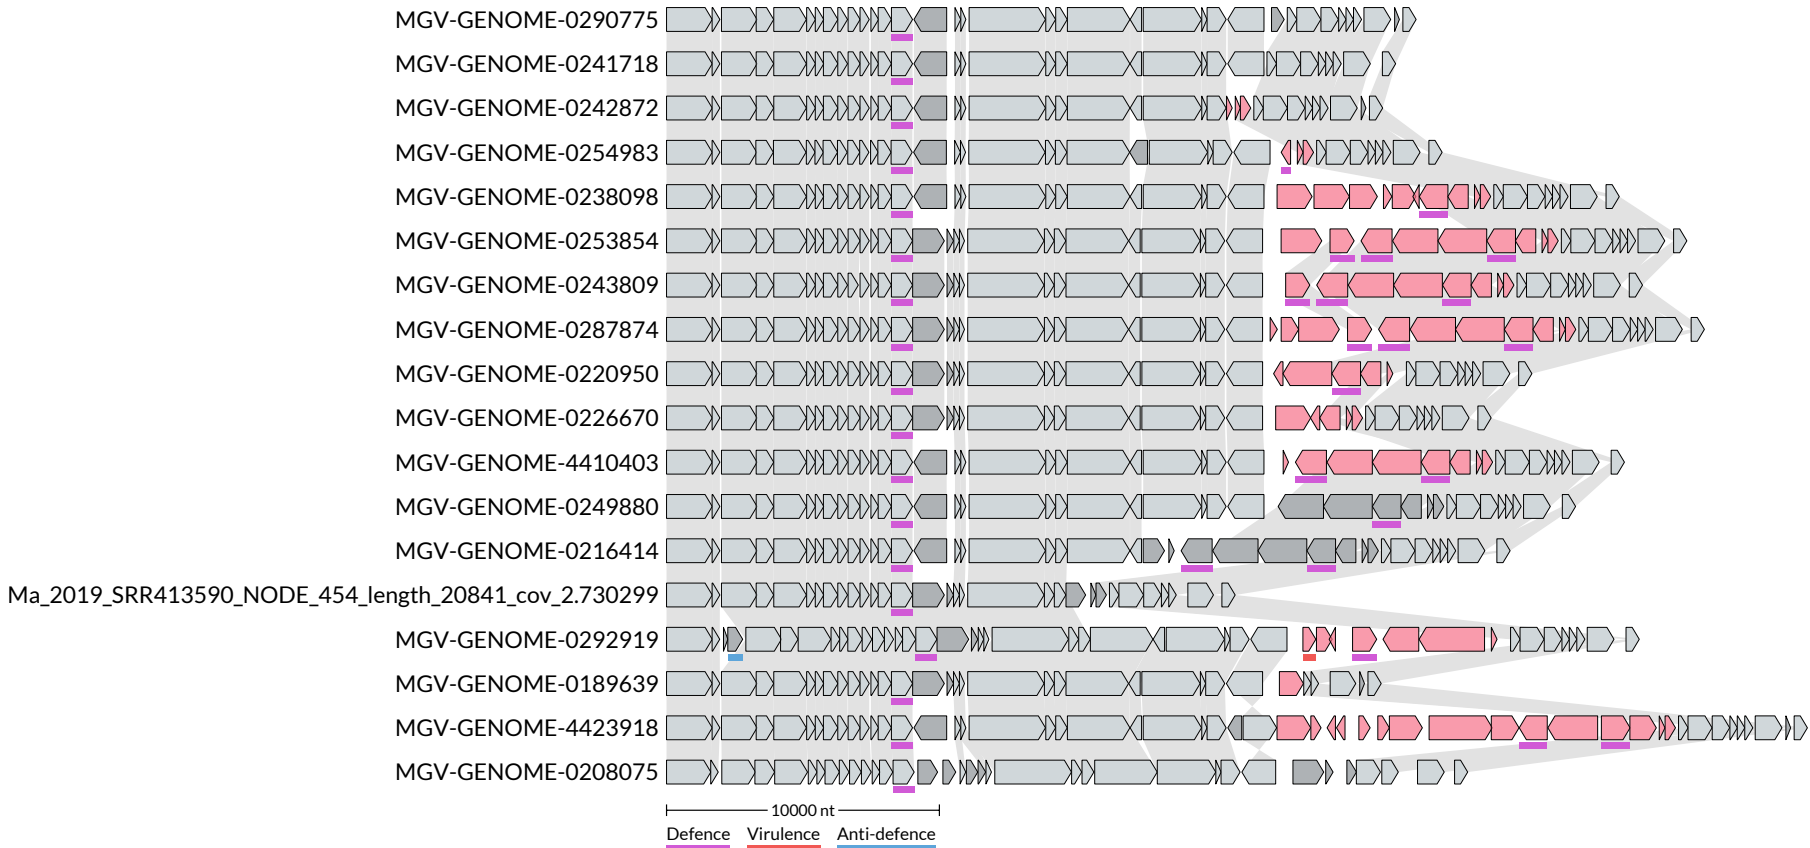 MGV-GENOME-0290775
MGV-GENOME-0241718
MGV-GENOME-0242872
MGV-GENOME-0254983
MGV-GENOME-0238098
MGV-GENOME-0253854
MGV-GENOME-0243809
MGV-GENOME-0287874
MGV-GENOME-0220950
MGV-GENOME-0226670
MGV-GENOME-4410403
MGV-GENOME-0249880
MGV-GENOME-0216414
Ma_2019_SRR413590_NODE_454_length_20841_cov_2.730299
MGV-GENOME-0292919
MGV-GENOME-0189639
MGV-GENOME-4423918
MGV-GENOME-0208075
10000 nt
Defence Virulence Anti-defence